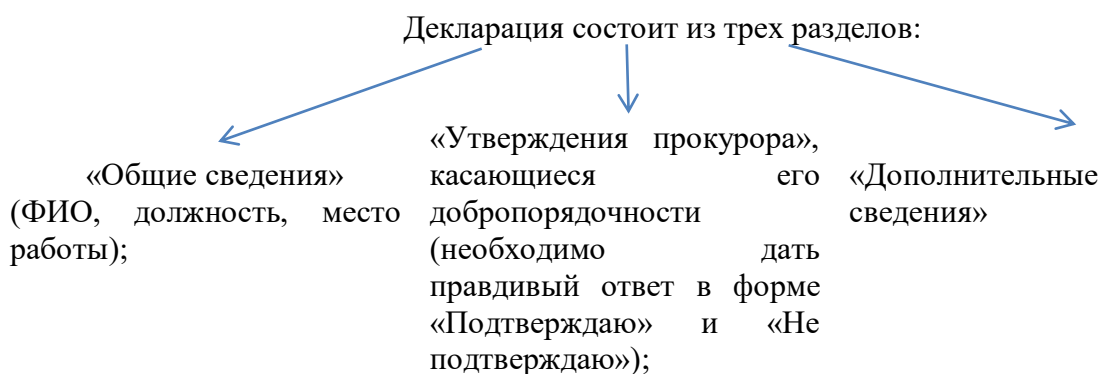 Декларация состоит из трех разделов:
«Общие сведения»
(ФИО, должность, место
работы);
«Утверждения прокурора»,
касающиеся его
добропорядочности
(необходимо дать
правдивый ответ в форме
«Подтверждаю» и «Не
подтверждаю»);
«Дополнительные
сведения»